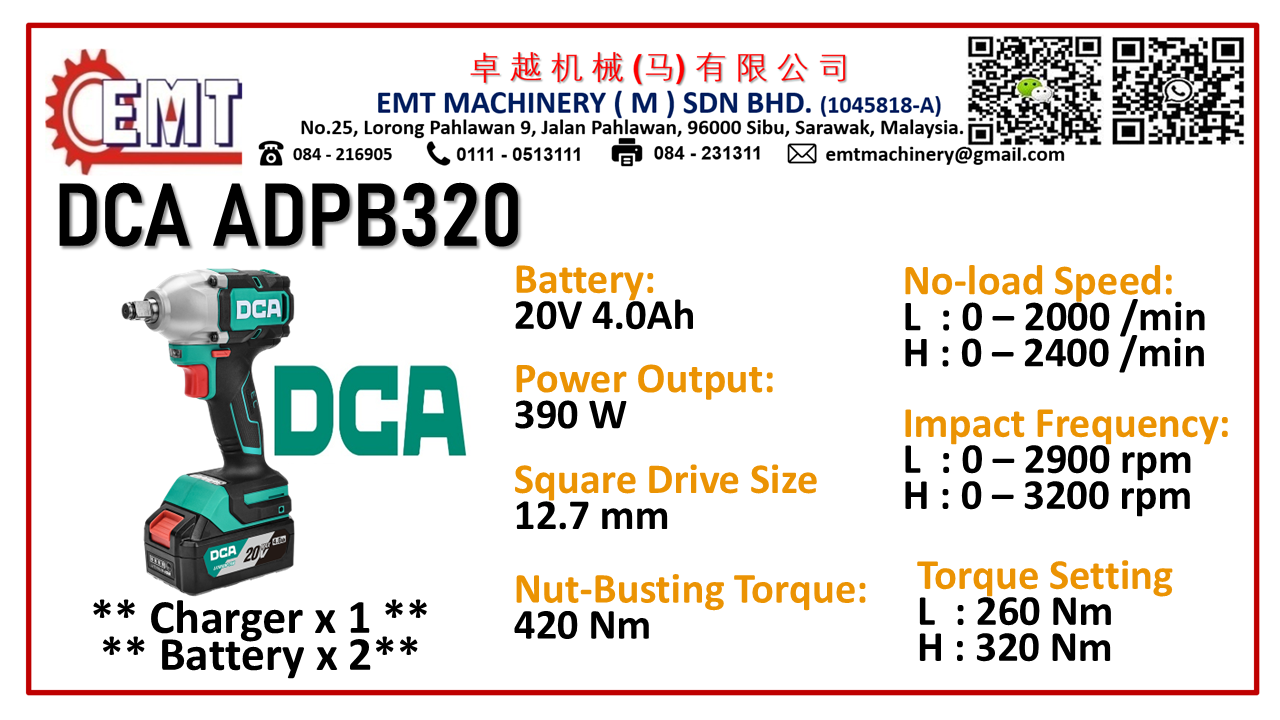 EMT
卓越机械(马)有限公司
EMT MACHINERY ( M ) SDN BHD. (1045818-A)
No.25, Lorong Pahlawan 9, Jalan Pahlawan, 96000 Sibu, Sarawak, Malaysia.
084 - 216905 0111 - 0513111 084 - 231311 emtmachinery@gmail.com
DCA ADPB320
DCA
DCA
DCA 20V 4.0Ah
** Charger x 1 **
** Battery x 2**
Battery:
20V 4.0Ah
Power Output:
390 W
Square Drive Size
12.7 mm
Nut-Busting Torque:
420 Nm
No-load Speed:
L : 0 – 2000 /min
H : 0 – 2400 /min
Impact Frequency:
L : 0 – 2900 rpm
H : 0 – 3200 rpm
Torque Setting
L : 260 Nm
H : 320 Nm